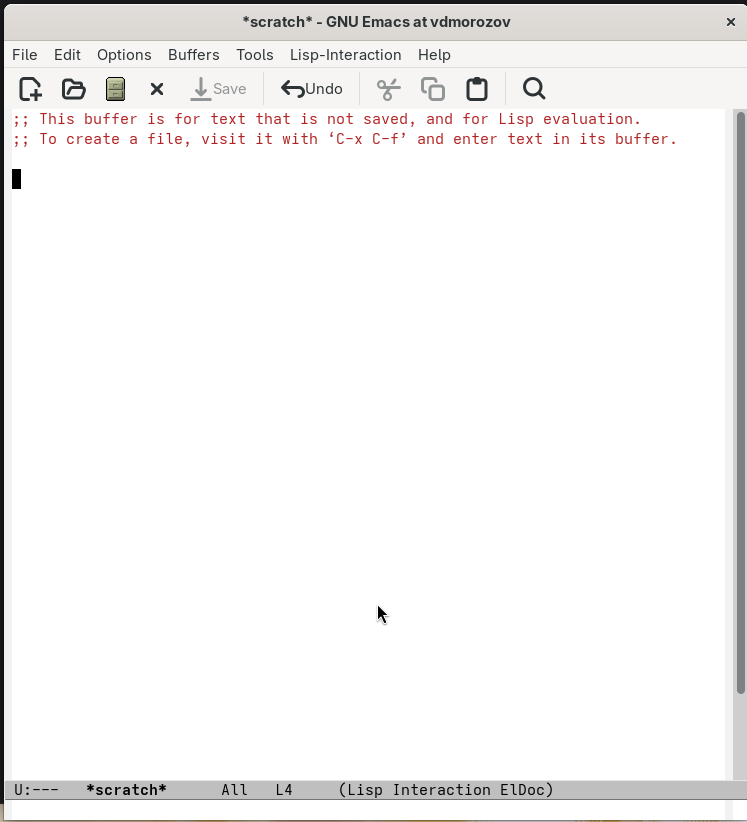 *scratch* - GNU Emacs at vdmorozov
File Edit Options Buffers Tools Lisp-Interaction Help
Save Undo
;; This buffer is for text that is not saved, and for Lisp evaluation.
;; To create a file, visit it with ‘C-x C-f’ and enter text in its buffer.
U:--- *scratch* All L4 (Lisp Interaction ElDoc)